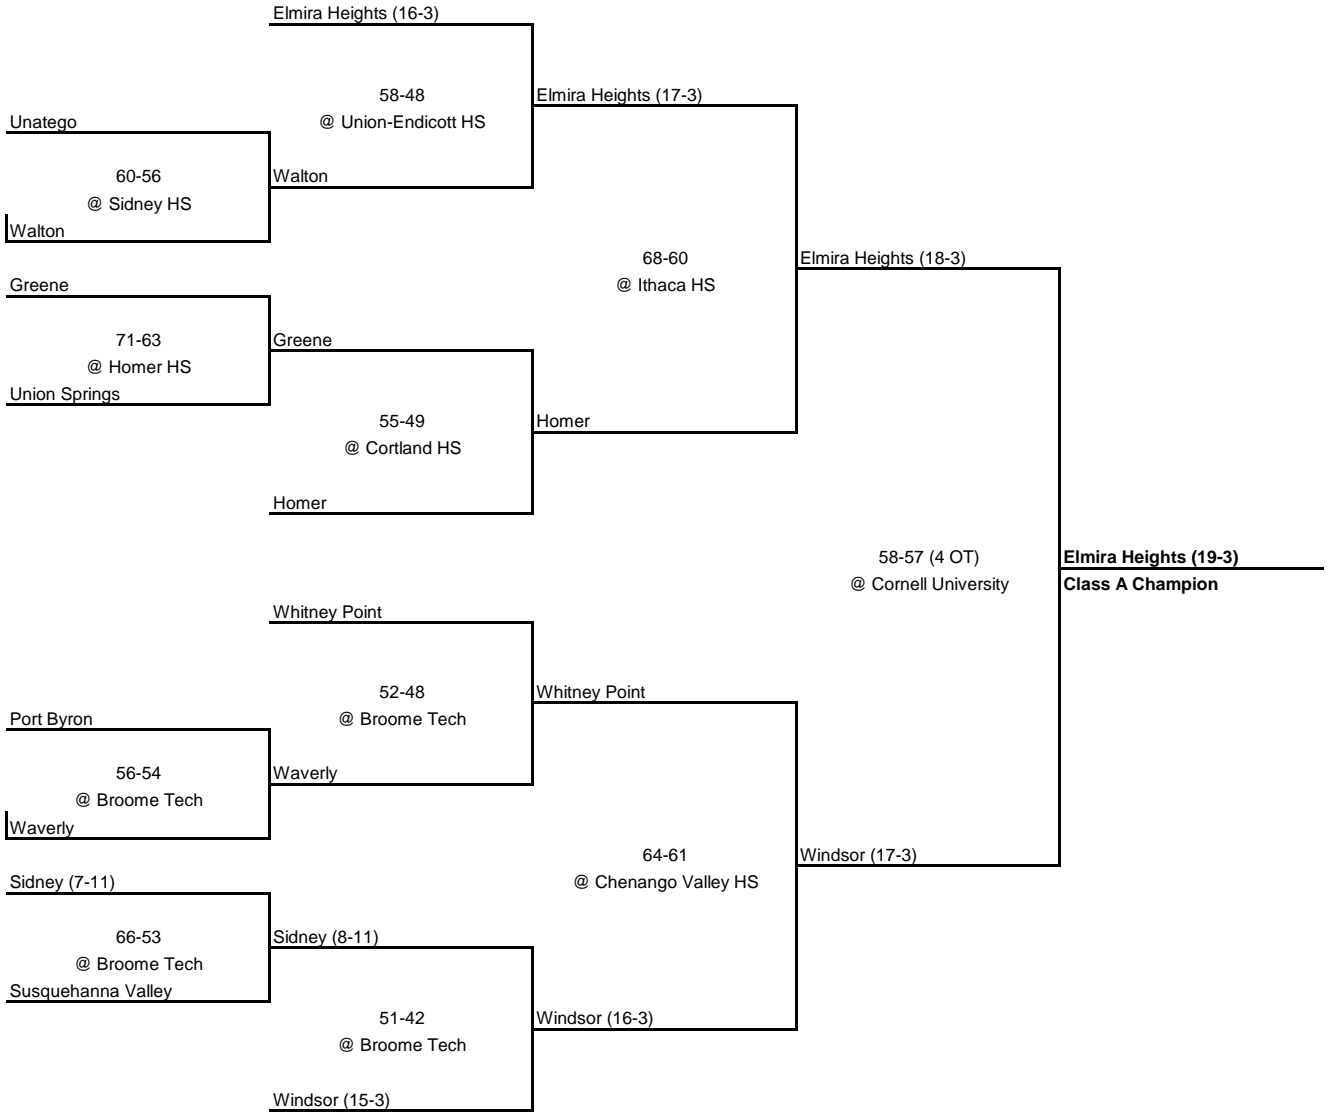 Elmira Heights (16-3)
58-48
@ Union-Endicott HS
Elmira Heights (17-3)
Unatego
60-56
@ Sidney HS
Walton
Walton
68-60
@ Ithaca HS
Elmira Heights (18-3)
Greene
71-63
@ Homer HS
Greene
Union Springs
55-49
@ Cortland HS
Homer
Homer
58-57 (4 OT)
@ Cornell University
Elmira Heights (19-3)
Class A Champion
Whitney Point
52-48
@ Broome Tech
Whitney Point
Port Byron
56-54
@ Broome Tech
Waverly
Waverly
64-61
@ Chenango Valley HS
Windsor (17-3)
Sidney (7-11)
66-53
@ Broome Tech
Sidney (8-11)
Susquehanna Valley
51-42
@ Broome Tech
Windsor (16-3)
Windsor (15-3)